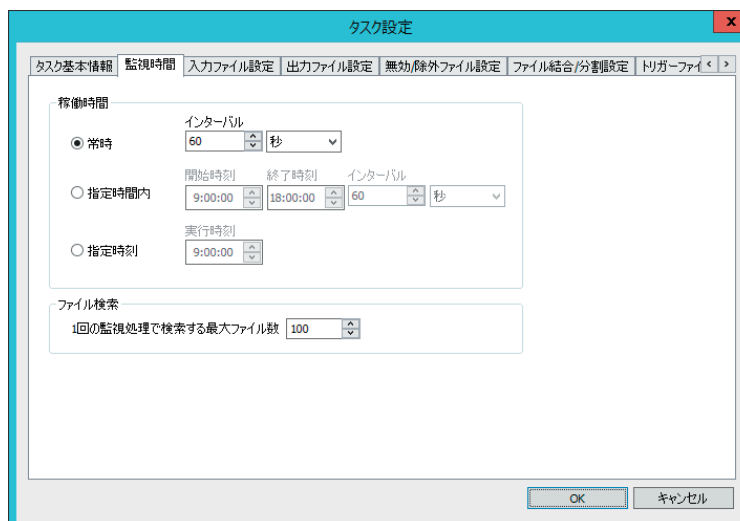 タスク設定
x
タスク基本情報 監視時間 入力ファイル設定 出力ファイル設定 無効/除外ファイル設定 ファイル結合/分割設定 トリガーファイ
稼働時間
インターバル
常時 60 秒
開始時刻 終了時刻 インターバル
指定時間内 9:00:00 18:00:00 60 秒
実行時刻
指定時刻 9:00:00
ファイル検索
1回の監視処理で検索する最大ファイル数 100
OK キャンセル